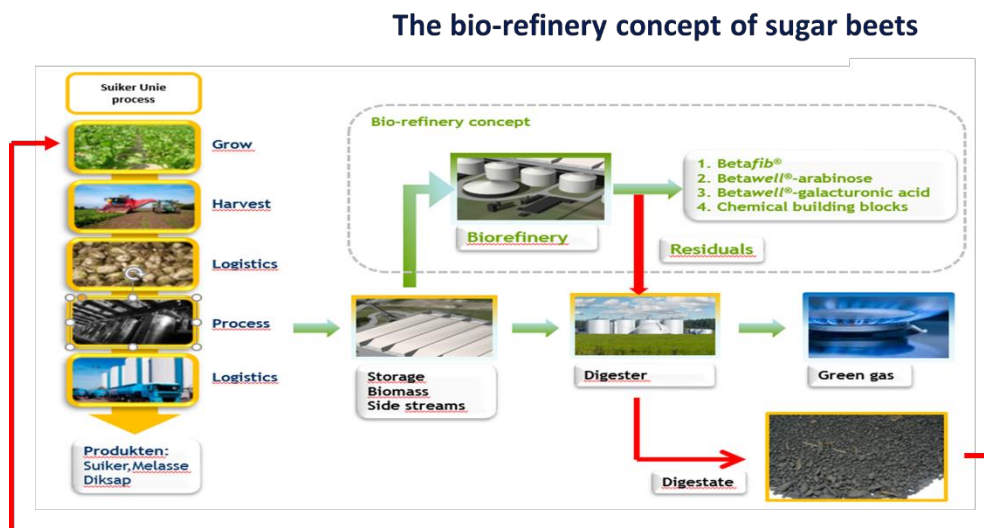 The bio-refinery concept of sugar beets
Suiker Unie
process
Grow
Harvest
Logistics
Process
Logistics
Produkten:
Suiker,Melasse
Diksap
Bio-refinery concept
Biorefinery
1. Betafib®
2. Betawell®-arabinose
3. Betawell®-galacturonic acid
4. Chemical building blocks
Residuals
Storage
Biomass
Side streams
Digester
Green gas
Digestate